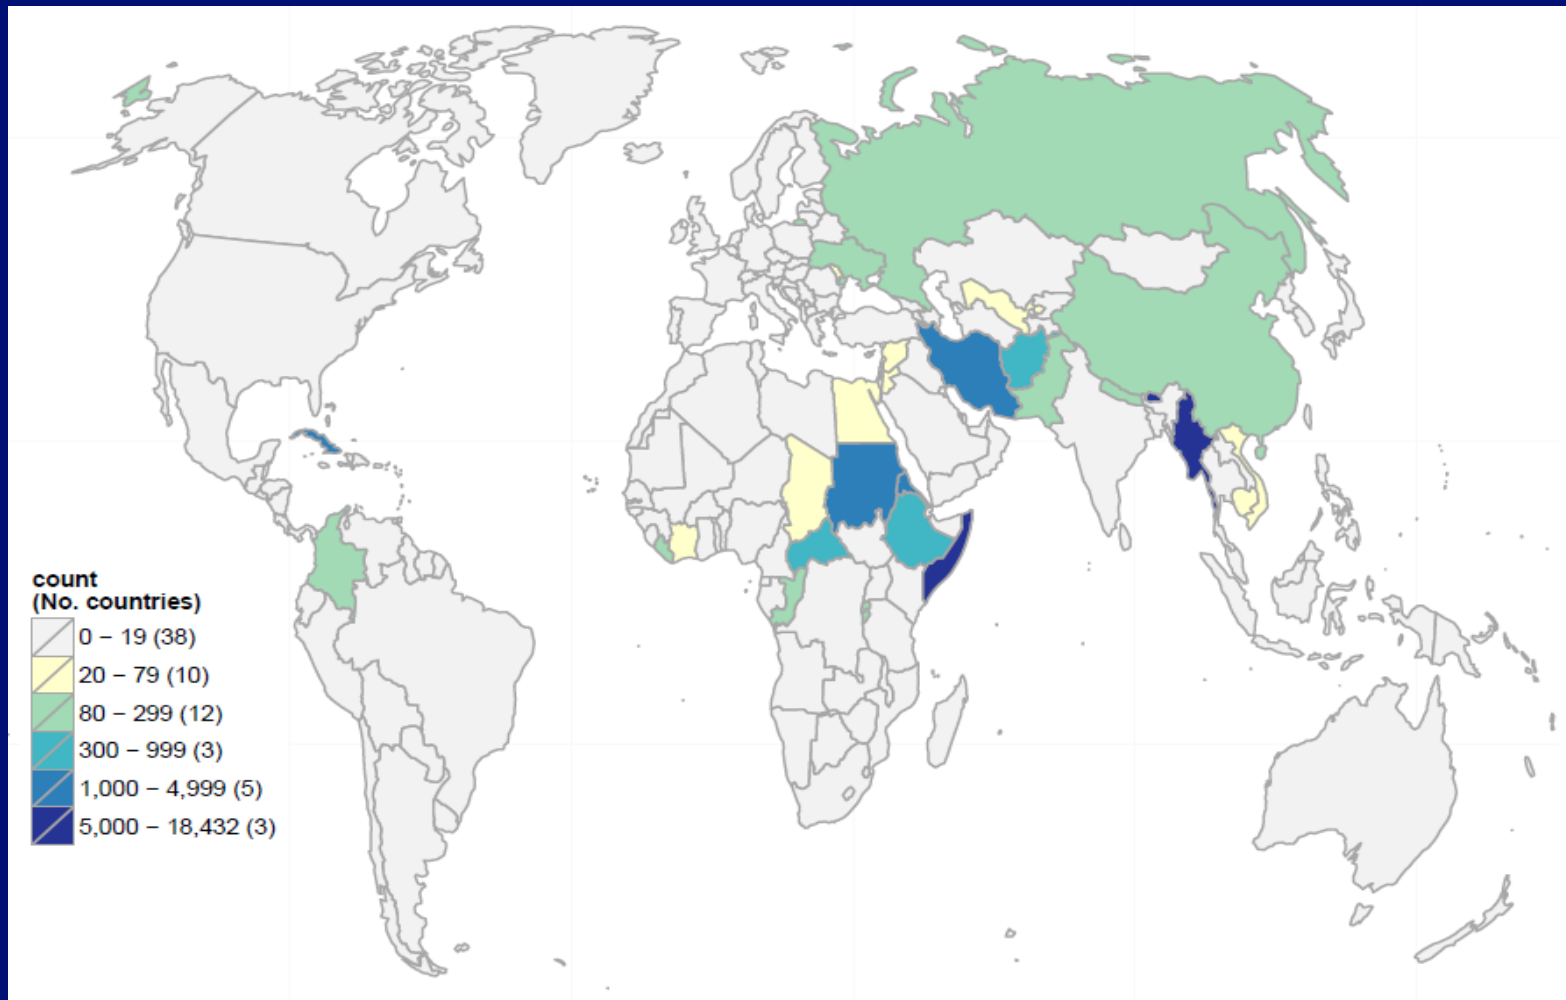 count
(No. countries)
0 − 19 (38)
20 − 79 (10)
80 − 299 (12)
300 − 999 (3)
1,000 − 4,999 (5)
5,000 − 18,432 (3)